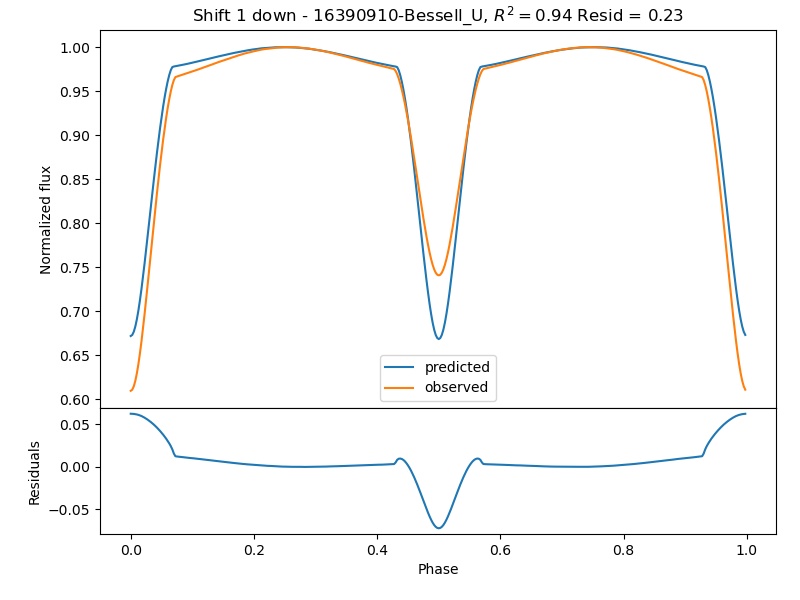 Shift 1 down - 16390910-Bessell_U, $R^2 = 0.94$ Resid = 0.23
Normalized flux
1.00
0.95
0.90
0.85
0.80
0.75
0.70
0.65
0.60
predicted
observed
Residuals
0.05
0.00
−0.05
0.0 0.2 0.4 0.6 0.8 1.0
Phase